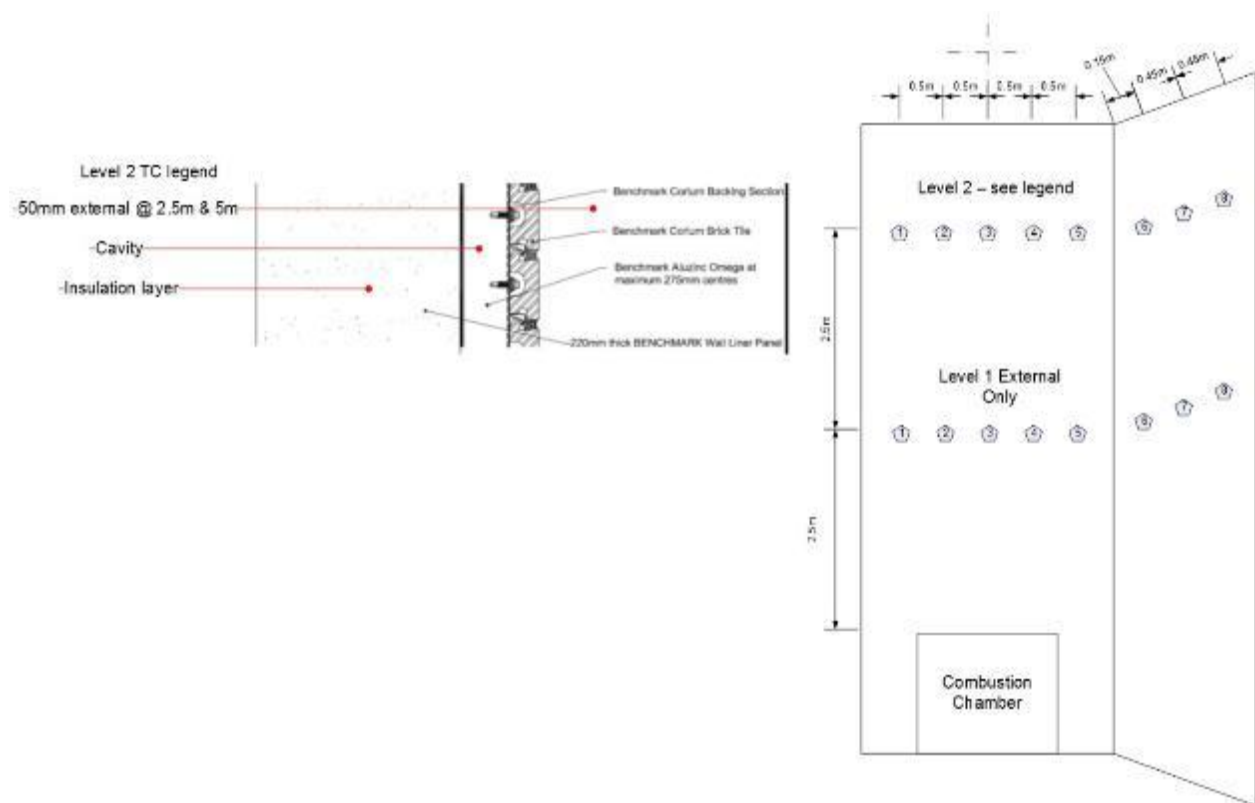 Level 2 TC legend
50mm external @ 2.5m & 5m
Cavity
Insulation layer
Benchmark Corium Backing Section
Benchmark Corium Brick Tile
Benchmark Aluzinc Omega at
maximum 275mm centres
220mm thick BENCHMARK Wall Liner Panel
0.5m 0.5m 0.5m 0.5m
0.15m 0.45m 0.45m
Level 2 – see legend
1 2 3 4 5 6 7 8
2.5m
Level 1 External
Only
1 2 3 4 5 6 7 8
2.5m
Combustion
Chamber